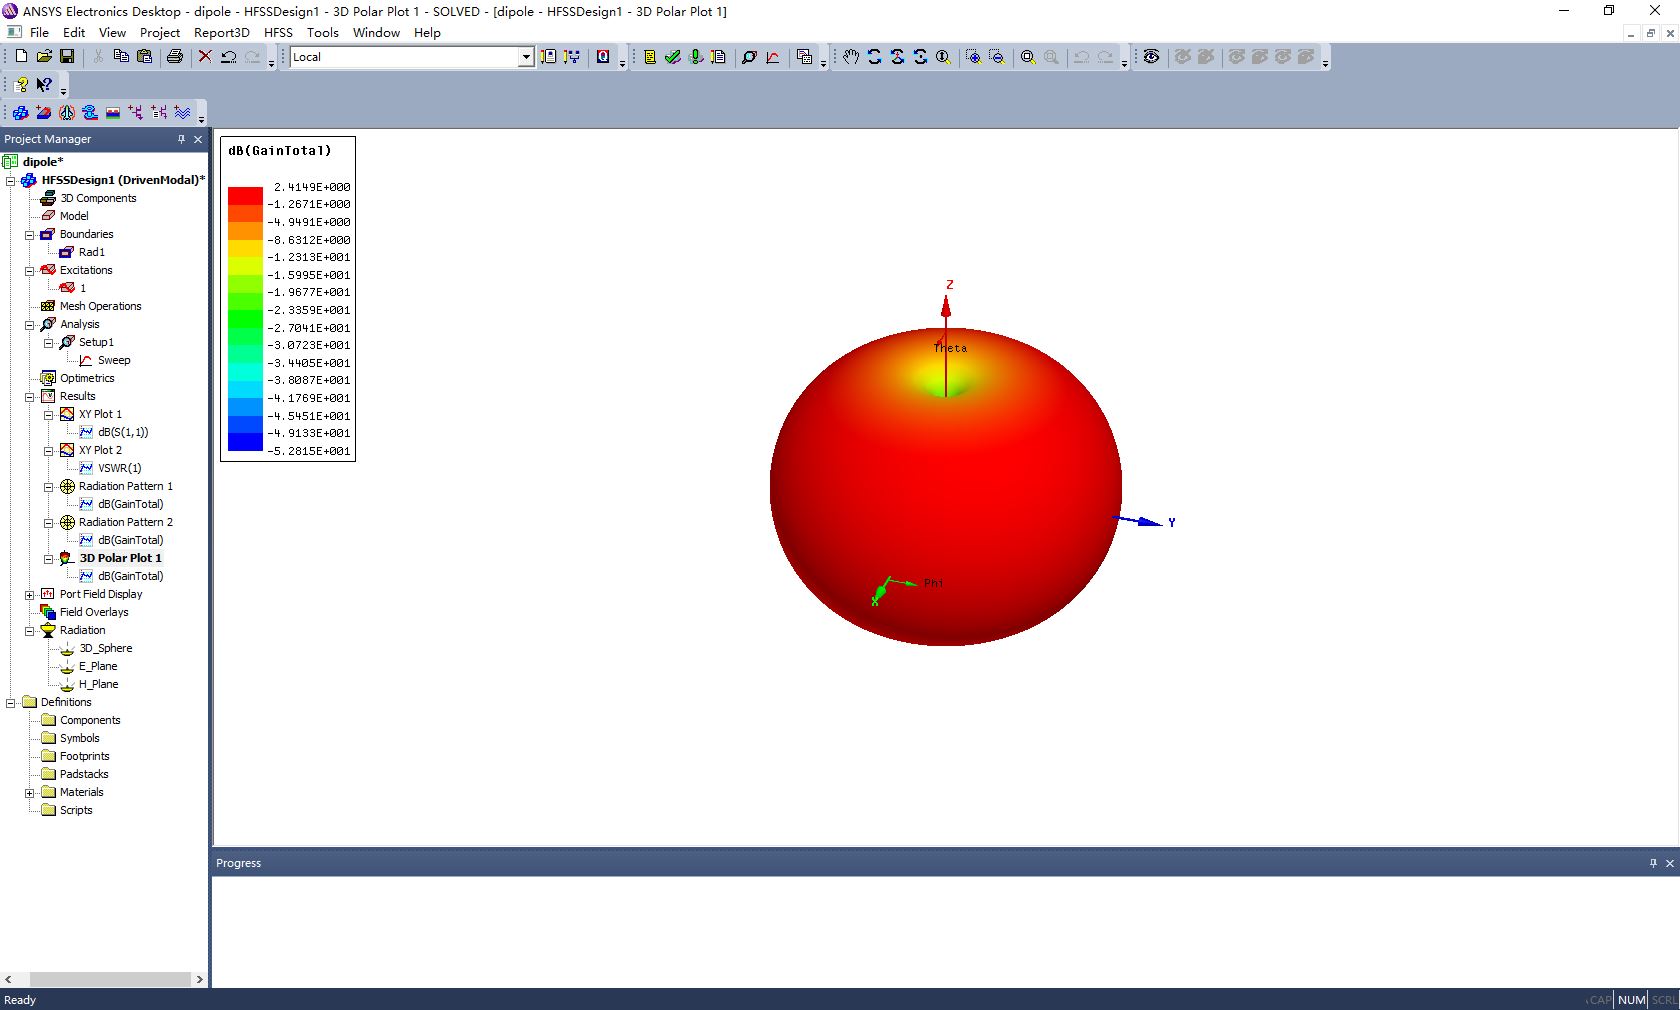 ANSYS Electronics Desktop - dipole - HFSSDesign1 - 3D Polar Plot 1 - SOLVED - [dipole - HFSSDesign1 - 3D Polar Plot 1]
File Edit View Project Report3D HFSS Tools Window Help
Local
Project Manager
dipole*
HFSSDesign1 (DrivenModal)*
3D Components
Model
Boundaries
Rad1
Excitations
1
Mesh Operations
Analysis
Setup1
Sweep
Optimetrics
Results
XY Plot 1
dB(S(1,1))
XY Plot 2
VSWR(1)
Radiation Pattern 1
dB(GainTotal)
Radiation Pattern 2
dB(GainTotal)
3D Polar Plot 1
dB(GainTotal)
Port Field Display
Field Overlays
Radiation
3D_Sphere
E_Plane
H_Plane
Definitions
Components
Symbols
Footprints
Padstacks
Materials
Scripts
dB(GainTotal)
2.4149E+000
-1.2671E+000
-4.9491E+000
-8.6312E+000
-1.2313E+001
-1.5995E+001
-1.9677E+001
-2.3359E+001
-2.7041E+001
-3.0723E+001
-3.4405E+001
-3.8087E+001
-4.1769E+001
-4.5451E+001
-4.9133E+001
-5.2815E+001
Z
Theta
Y
Phi
X
Progress
Ready
CAP NUM SCRL